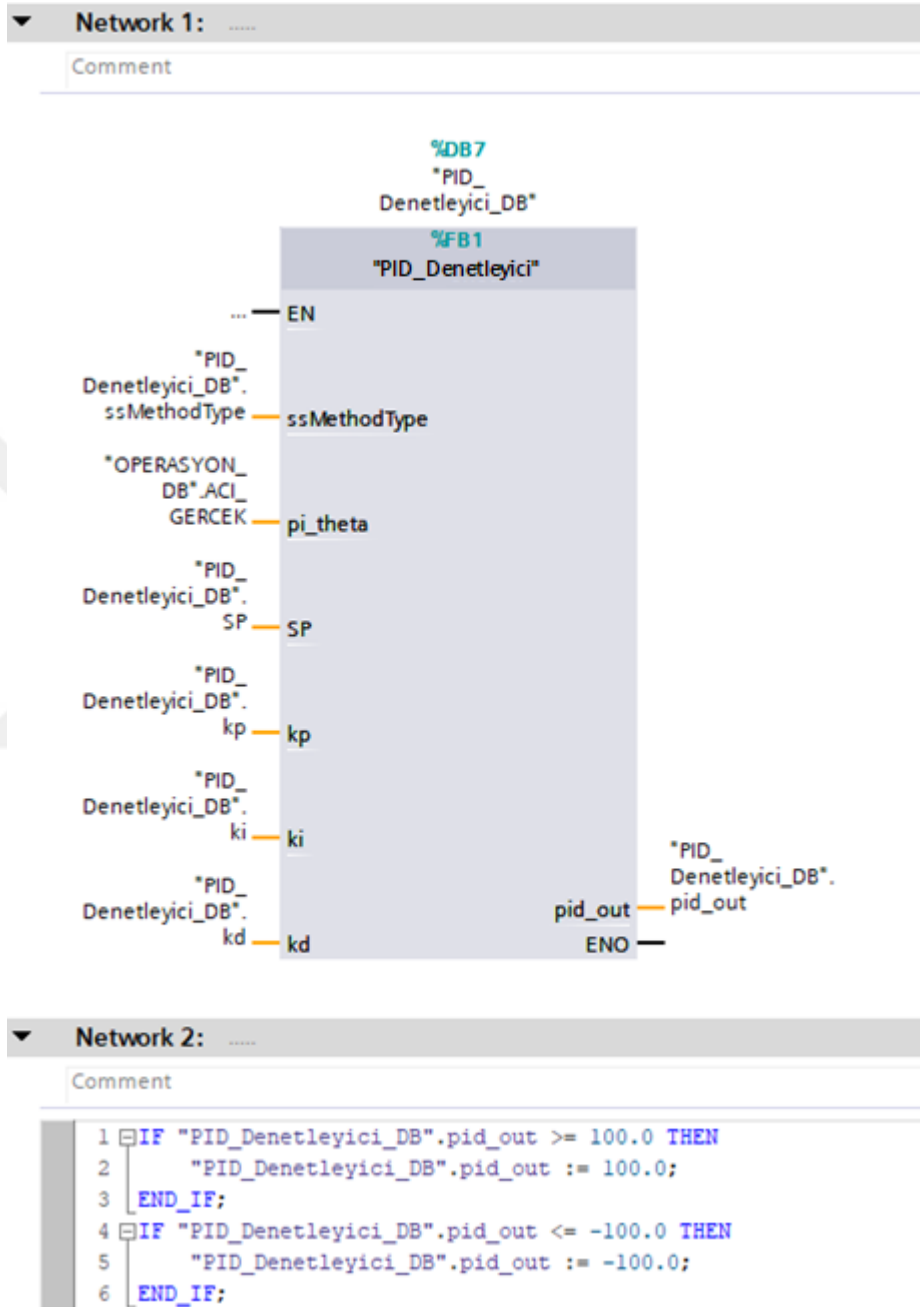 Network 1: .....
Comment
%DB7
"PID_
Denetleyici_DB"
%FB1
"PID_Denetleyici"
... EN
"PID_
Denetleyici_DB".
ssMethodType ssMethodType
"OPERASYON_
DB".ACI_
GERCEK pi_theta
"PID_
Denetleyici_DB".
SP SP
"PID_
Denetleyici_DB".
kp kp
"PID_
Denetleyici_DB".
ki ki
"PID_
Denetleyici_DB".
kd kd
"PID_
Denetleyici_DB".
pid_out pid_out
ENO
Network 2: .....
Comment
1 IF "PID_Denetleyici_DB".pid_out >= 100.0 THEN
2 "PID_Denetleyici_DB".pid_out := 100.0;
3 END_IF;
4 IF "PID_Denetleyici_DB".pid_out <= -100.0 THEN
5 "PID_Denetleyici_DB".pid_out := -100.0;
6 END_IF;